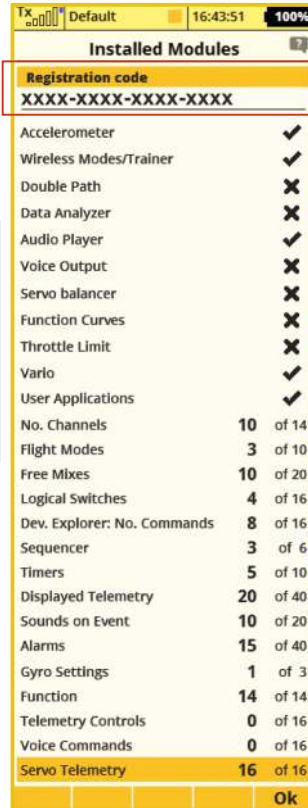 Tx Default 16:43:51 100%
Installed Modules ?
Registration code
XXXX-XXXX-XXXX-XXXX
Accelerometer ✔
Wireless Modes/Trainer ✔
Double Path ✖
Data Analyzer ✖
Audio Player ✔
Voice Output ✖
Servo balancer ✖
Function Curves ✖
Throttle Limit ✖
Vario ✔
User Applications ✔
No. Channels 10 of 14
Flight Modes 3 of 10
Free Mixes 10 of 20
Logical Switches 4 of 16
Dev. Explorer: No. Commands 8 of 16
Sequencer 3 of 6
Timers 5 of 10
Displayed Telemetry 20 of 40
Sounds on Event 10 of 20
Alarms 15 of 40
Gyro Settings 1 of 3
Function 14 of 14
Telemetry Controls 0 of 16
Voice Commands 0 of 16
Servo Telemetry 16 of 16
Ok